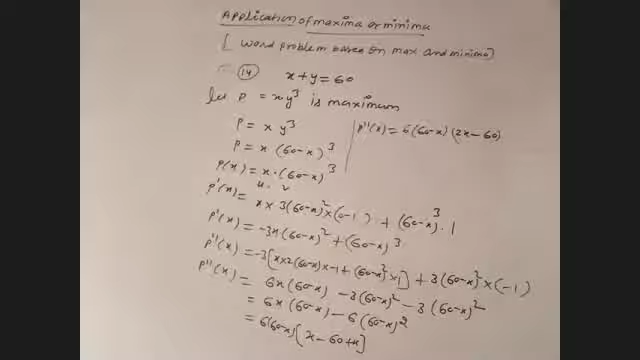 Application of maxima or minima
[ word problem based on max and minima]
(14) x+y=60
let P = xy³ is maximum
P = x y³
P = x (60-x)³
P(x) = x·(60-x)³
u. v
p'(x) = x × 3(60-x)² × (0-1) + (60-x)³ · 1
p'(x) = -3x(60-x)² + (60-x)³
p''(x) = -3[x×2(60-x)×-1 + (60-x)²×1] + 3(60-x)² × (-1)
p''(x) = 6x(60-x) - 3(60-x)² - 3(60-x)²
= 6x(60-x) - 6(60-x)²
= 6(60-x)[x-60+x]
p''(x) = 6(60-x)(2x-60)